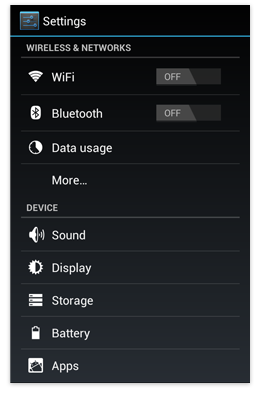 Settings
WIRELESS & NETWORKS
WiFi OFF
Bluetooth OFF
Data usage
More...
DEVICE
Sound
Display
Storage
Battery
Apps